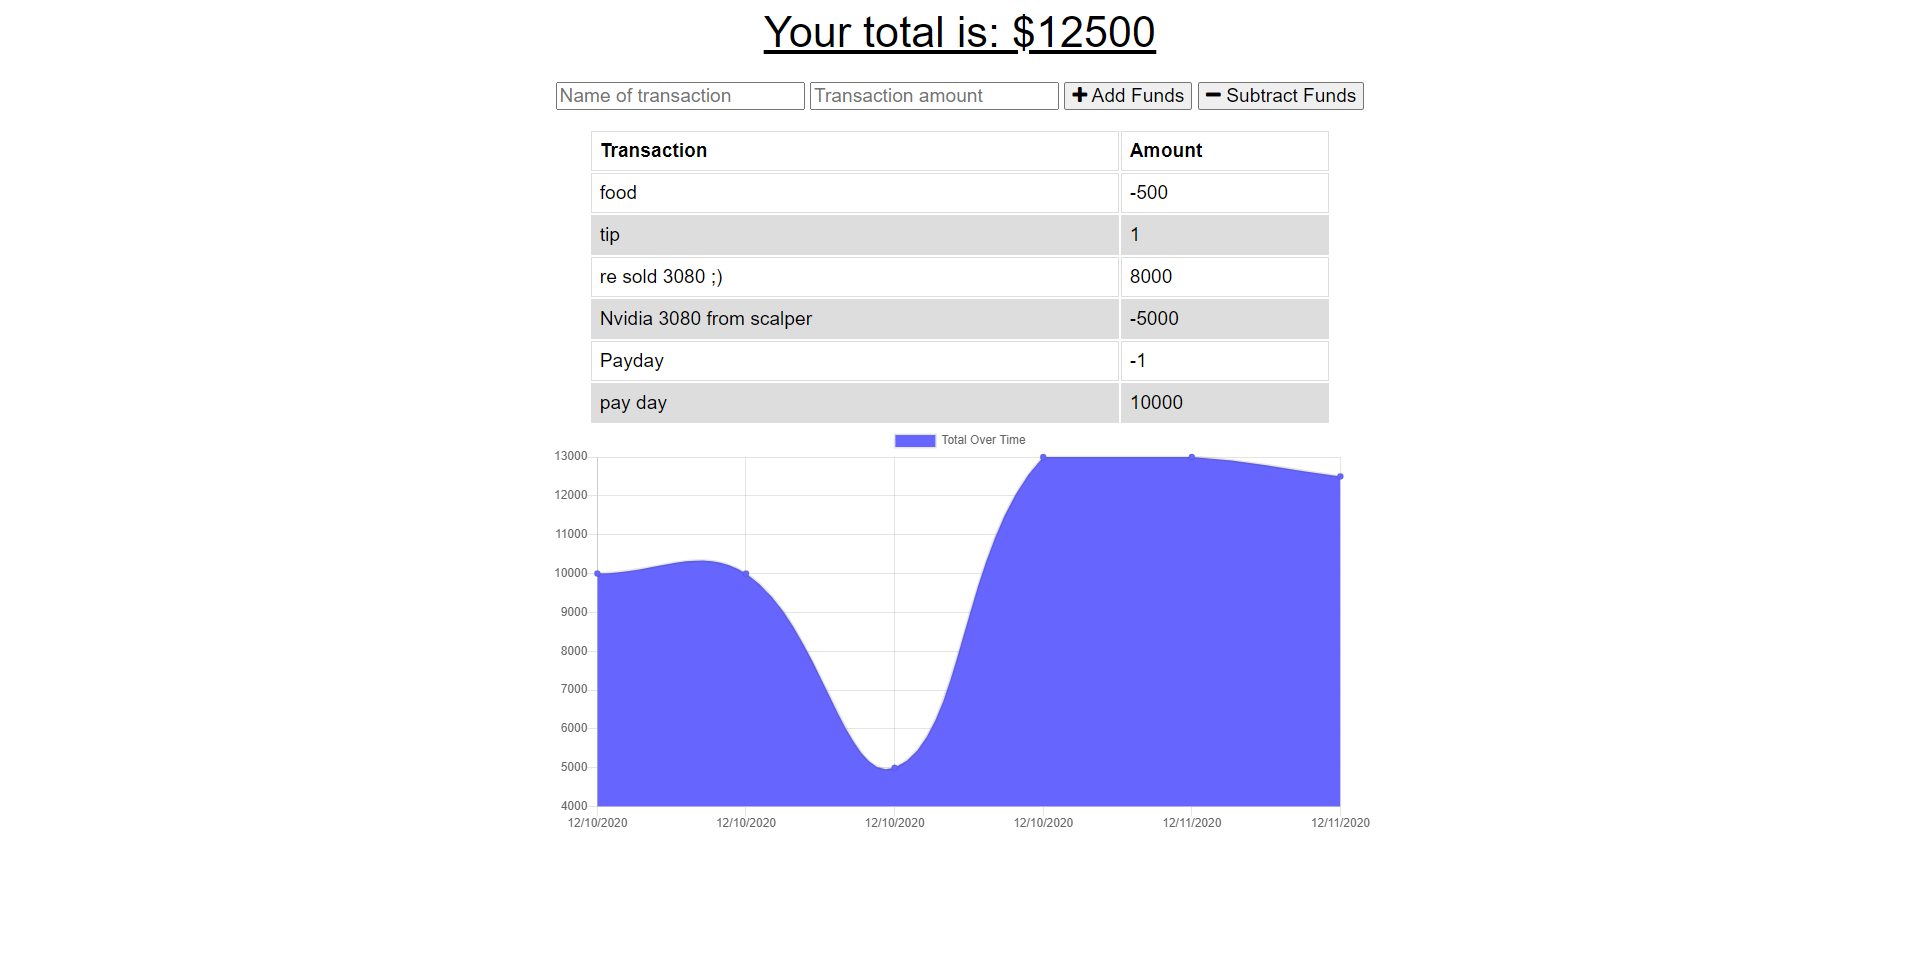 Your total is: $12500
Name of transaction Transaction amount Add Funds Subtract Funds
Transaction Amount
food -500
tip 1
re sold 3080 ;) 8000
Nvidia 3080 from scalper -5000
Payday -1
pay day 10000
Total Over Time
13000
12000
11000
10000
9000
8000
7000
6000
5000
4000
12/10/2020 12/10/2020 12/10/2020 12/10/2020 12/11/2020 12/11/2020